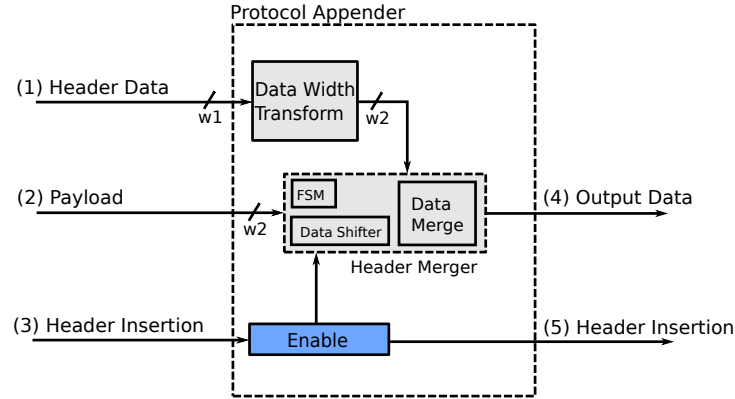 Protocol Appender
(1) Header Data
w1
Data Width
Transform
w2
(2) Payload
w2
FSM
Data Shifter
Data
Merge
Header Merger
(4) Output Data
(3) Header Insertion
Enable
(5) Header Insertion